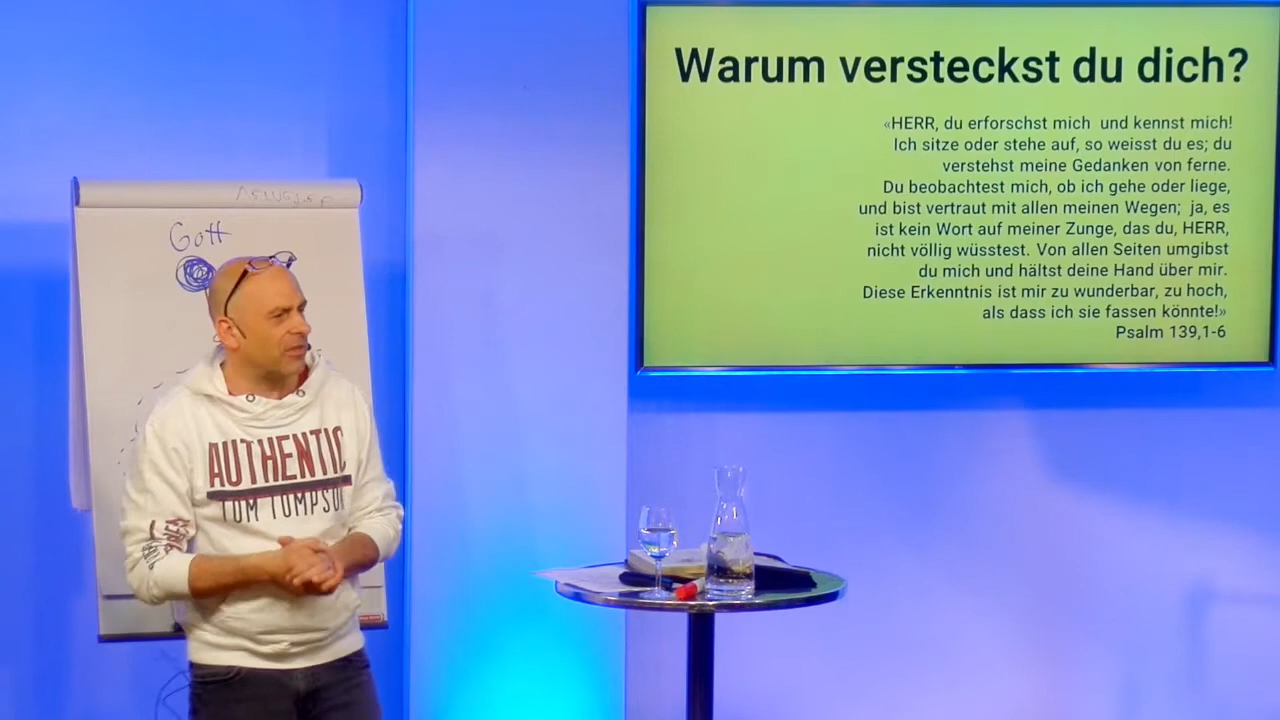 Warum versteckst du dich?
«HERR, du erforschst mich und kennst mich!
Ich sitze oder stehe auf, so weisst du es; du
verstehst meine Gedanken von ferne.
Du beobachtest mich, ob ich gehe oder liege,
und bist vertraut mit allen meinen Wegen; ja, es
ist kein Wort auf meiner Zunge, das du, HERR,
nicht völlig wüsstest. Von allen Seiten umgibst
du mich und hältst deine Hand über mir.
Diese Erkenntnis ist mir zu wunderbar, zu hoch,
als dass ich sie fassen könnte!»
Psalm 139,1-6
Gott
AUTHENTIC
TOM TOMPSON